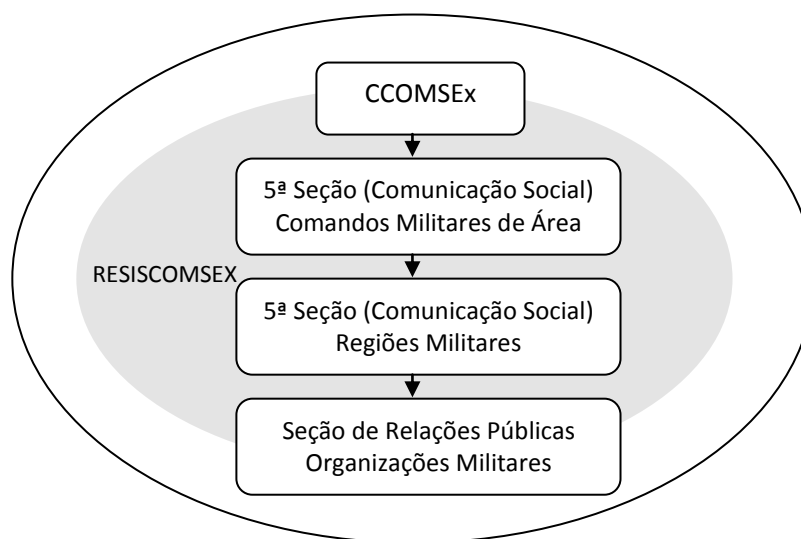 CCOMSEx
5ª Seção (Comunicação Social)
Comandos Militares de Área
RESISCOMSEX
5ª Seção (Comunicação Social)
Regiões Militares
Seção de Relações Públicas
Organizações Militares